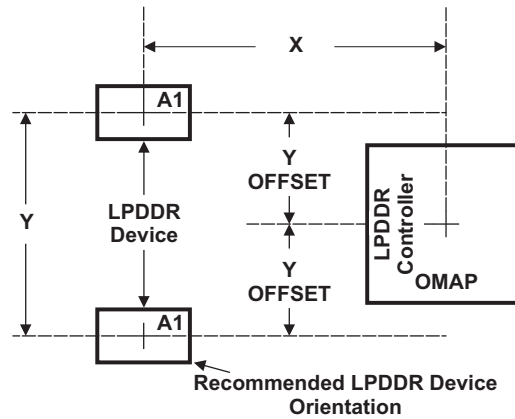 X
A1
Y
OFFSET
Y
LPDDR
Device
LPDDR
Controller
OMAP
Y
OFFSET
A1
Recommended LPDDR Device
Orientation